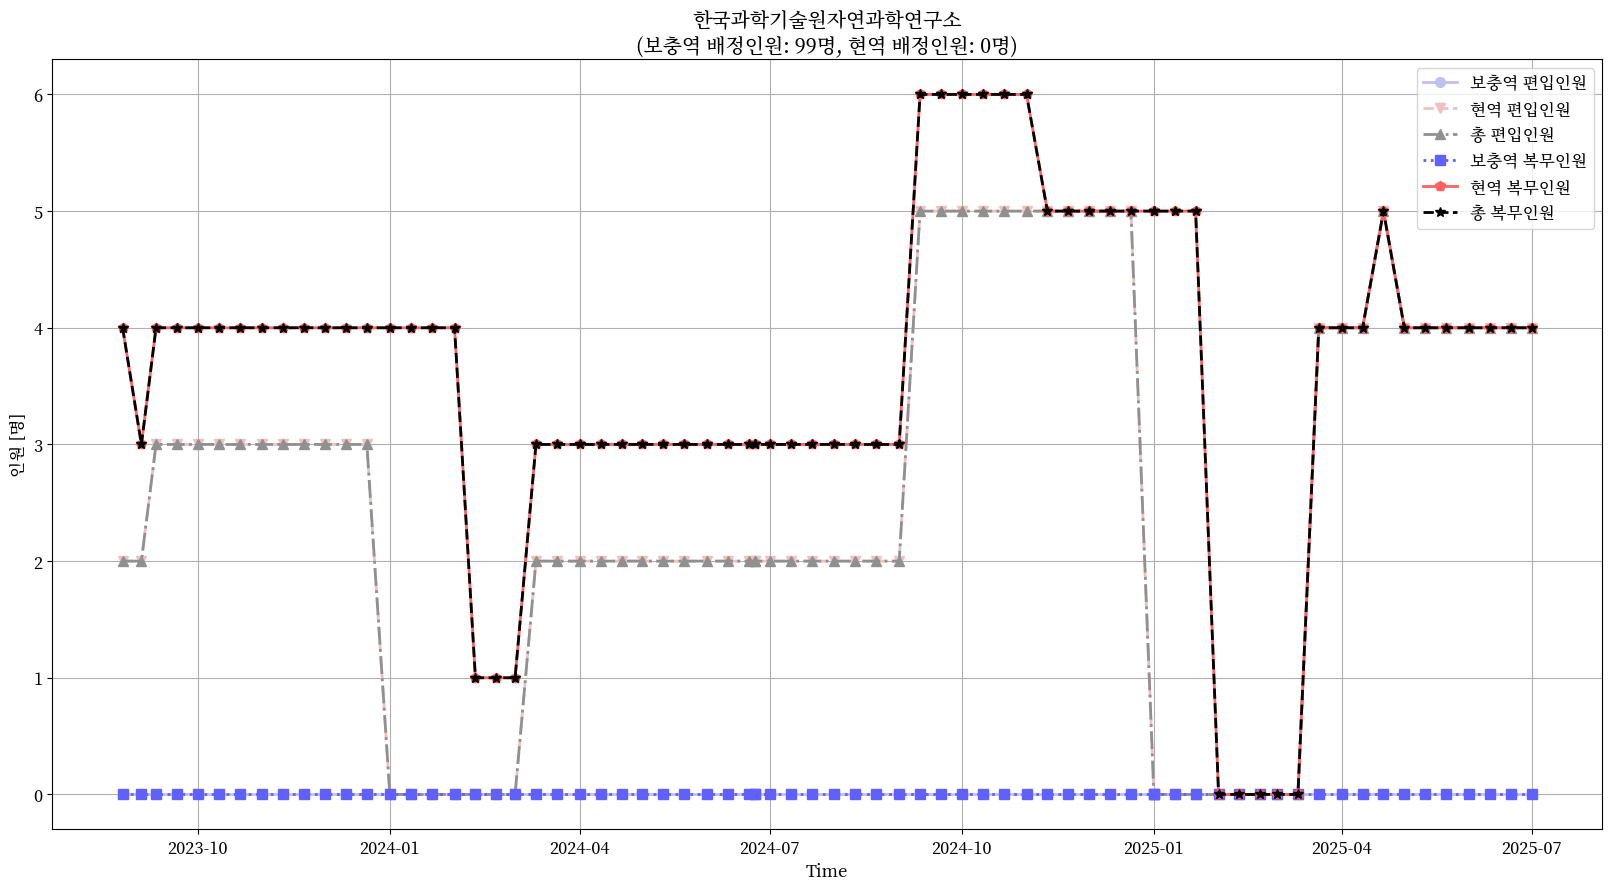 한국과학기술원자연과학연구소
(보충역 배정인원: 99명, 현역 배정인원: 0명)
보충역 편입인원
현역 편입인원
총 편입인원
보충역 복무인원
현역 복무인원
총 복무인원
인원 [명]
6
5
4
3
2
1
0
2023-10
2024-01
2024-04
2024-07
2024-10
2025-01
2025-04
2025-07
Time